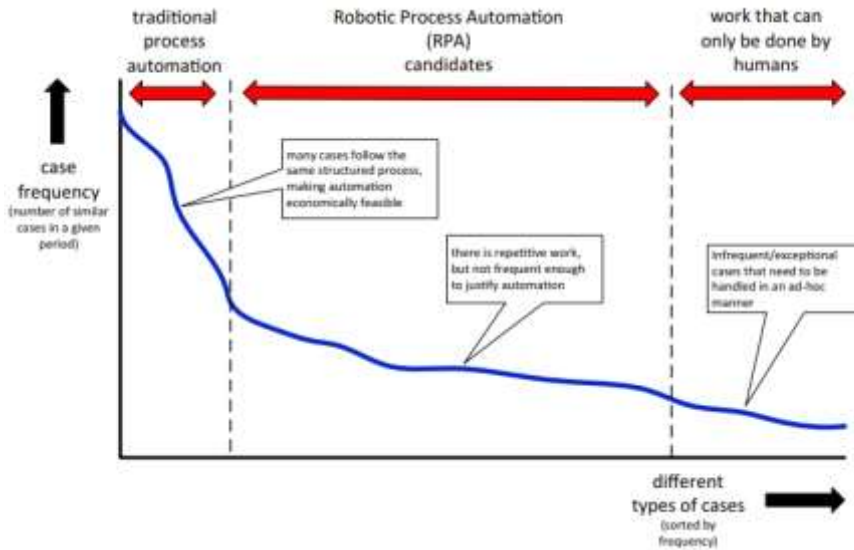 traditional
process
automation
Robotic Process Automation
(RPA)
candidates
work that can
only be done by
humans
case
frequency
(number of similar
cases in a given
period)
many cases follow the
same structured process,
making automation
economically feasible
there is repetitive work,
but not frequent enough
to justify automation
Infrequent/exceptional
cases that need to be
handled in an ad-hoc
manner
different
types of cases
(sorted by
frequency)